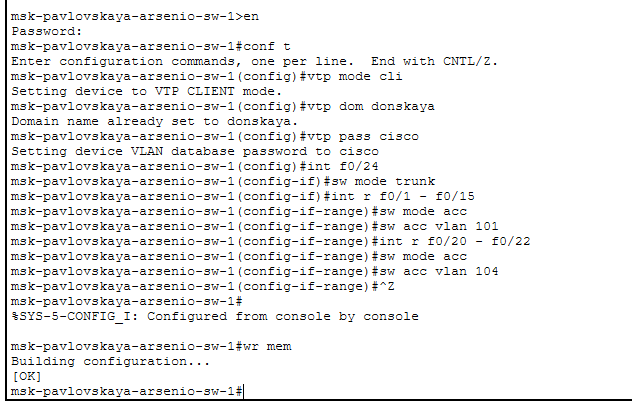 msk-pavlovskaya-arsenio-sw-1>en
Password:
msk-pavlovskaya-arsenio-sw-1#conf t
Enter configuration commands, one per line.  End with CNTL/Z.
msk-pavlovskaya-arsenio-sw-1(config)#vtp mode cli
Setting device to VTP CLIENT mode.
msk-pavlovskaya-arsenio-sw-1(config)#vtp dom donskaya
Domain name already set to donskaya.
msk-pavlovskaya-arsenio-sw-1(config)#vtp pass cisco
Setting device VLAN database password to cisco
msk-pavlovskaya-arsenio-sw-1(config)#int f0/24
msk-pavlovskaya-arsenio-sw-1(config-if)#sw mode trunk
msk-pavlovskaya-arsenio-sw-1(config-if)#int r f0/1 - f0/15
msk-pavlovskaya-arsenio-sw-1(config-if-range)#sw mode acc
msk-pavlovskaya-arsenio-sw-1(config-if-range)#sw acc vlan 101
msk-pavlovskaya-arsenio-sw-1(config-if-range)#int r f0/20 - f0/22
msk-pavlovskaya-arsenio-sw-1(config-if-range)#sw mode acc
msk-pavlovskaya-arsenio-sw-1(config-if-range)#sw acc vlan 104
msk-pavlovskaya-arsenio-sw-1(config-if-range)#^Z
msk-pavlovskaya-arsenio-sw-1#
%SYS-5-CONFIG_I: Configured from console by console

msk-pavlovskaya-arsenio-sw-1#wr mem
Building configuration...
[OK]
msk-pavlovskaya-arsenio-sw-1#